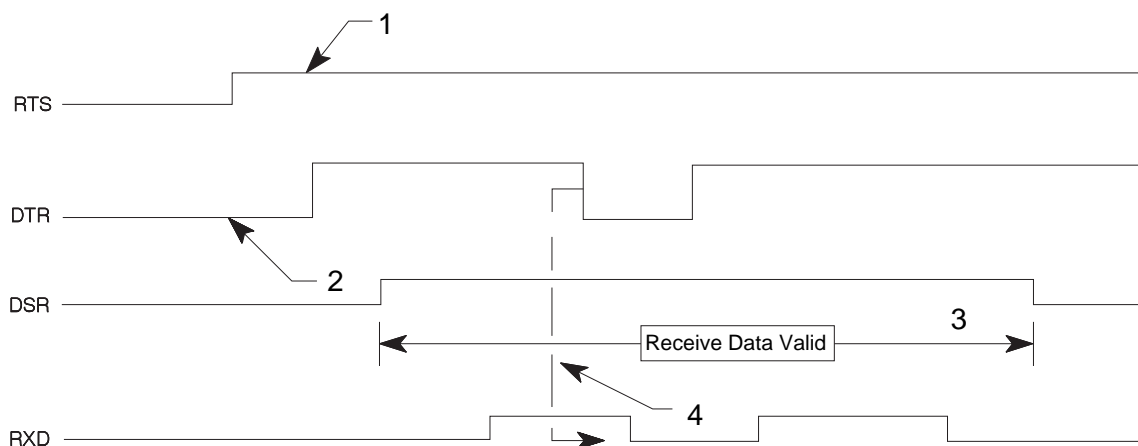 1
RTS
DTR
2
DSR
3
Receive Data Valid
4
RXD